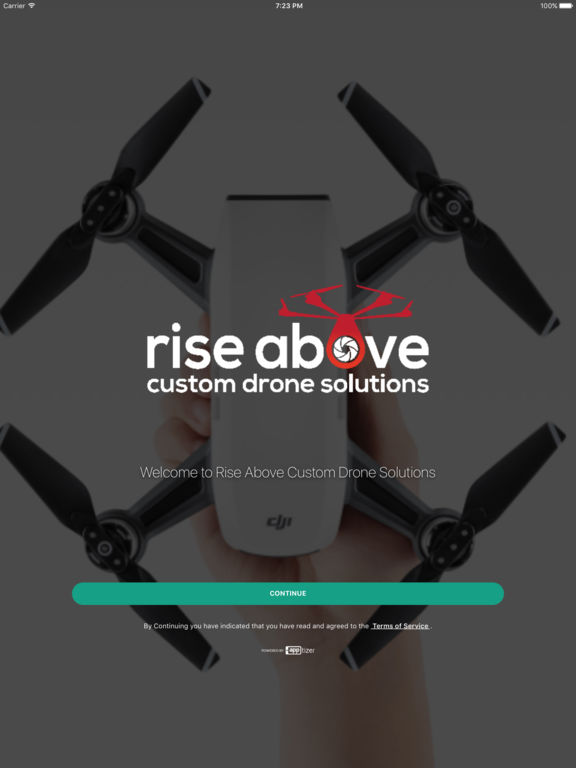 Carrier 7:23 PM 100%
rise above
custom drone solutions
Welcome to Rise Above Custom Drone Solutions
dji
CONTINUE
By Continuing you have indicated that you have read and agreed to the Terms of Service .
POWERED BY apptizer